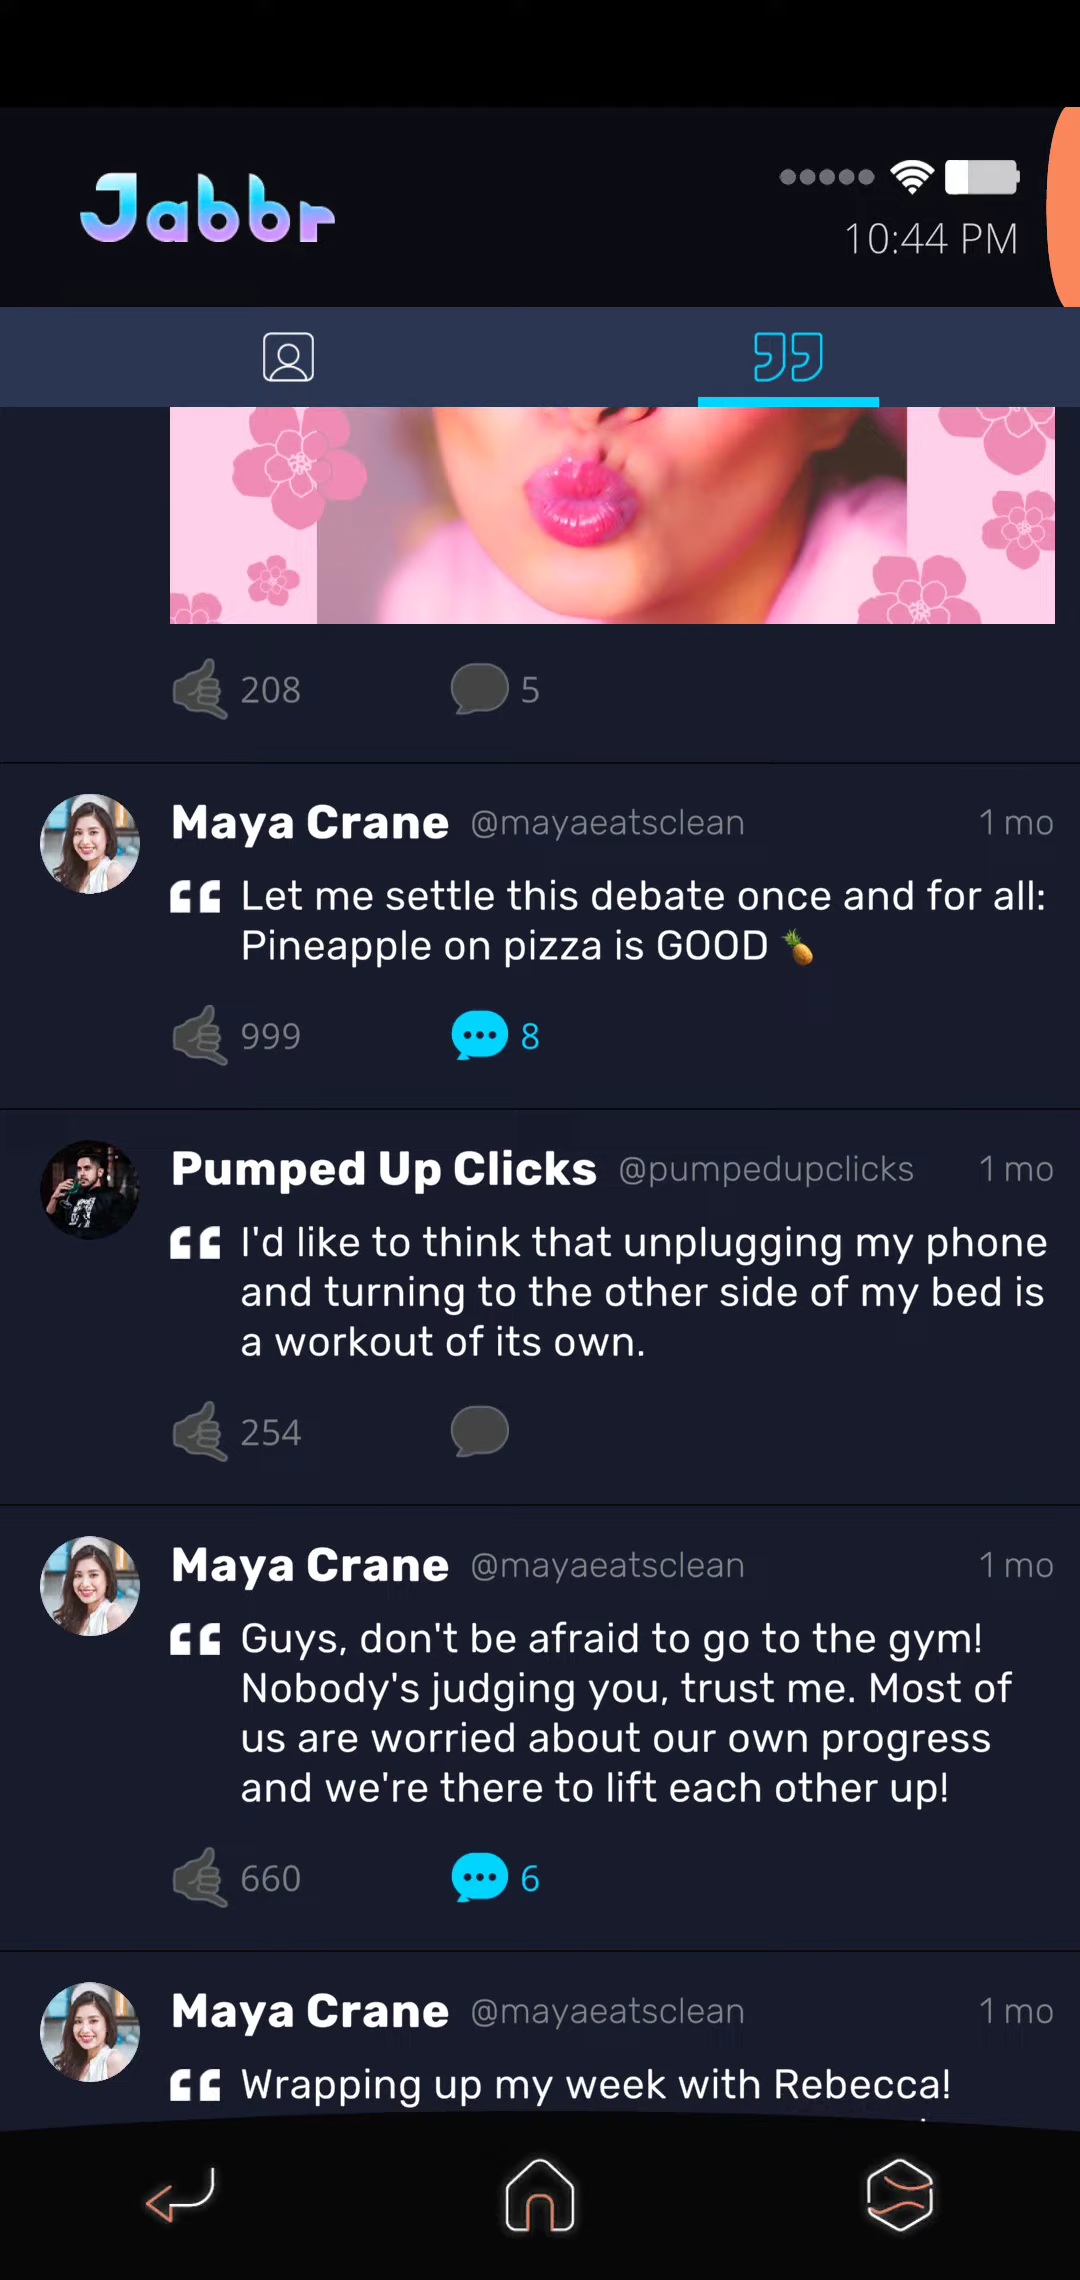 Jabbr
10:44 PM
208
5
Maya Crane @mayaeatsclean 1 mo
Let me settle this debate once and for all:
Pineapple on pizza is GOOD 🍍
999
8
Pumped Up Clicks @pumpedupclicks 1 mo
I'd like to think that unplugging my phone
and turning to the other side of my bed is
a workout of its own.
254
Maya Crane @mayaeatsclean 1 mo
Guys, don't be afraid to go to the gym!
Nobody's judging you, trust me. Most of
us are worried about our own progress
and we're there to lift each other up!
660
6
Maya Crane @mayaeatsclean 1 mo
Wrapping up my week with Rebecca!